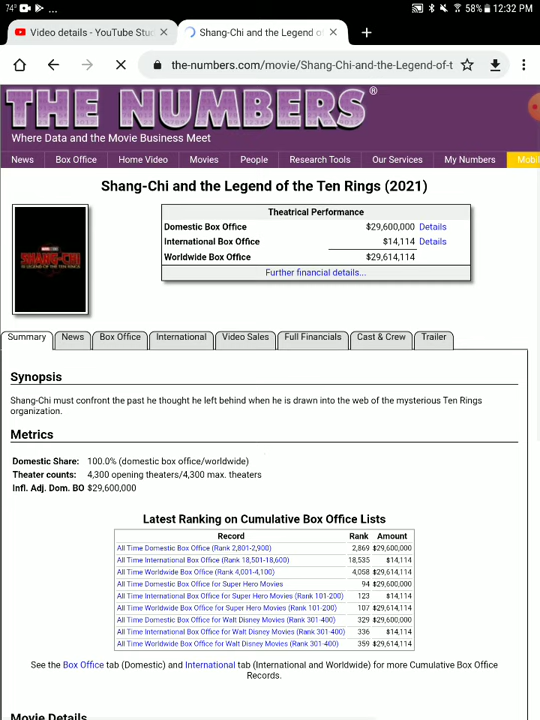 74° ... 58% 12:32 PM
Video details - YouTube Stu × Shang-Chi and the Legend of × +
the-numbers.com/movie/Shang-Chi-and-the-Legend-of-t
THE NUMBERS®
Where Data and the Movie Business Meet
News Box Office Home Video Movies People Research Tools Our Services My Numbers Mobil
Shang-Chi and the Legend of the Ten Rings (2021)
SHANG-CHI
Theatrical Performance
Domestic Box Office $29,600,000 Details
International Box Office $14,114 Details
Worldwide Box Office $29,614,114
Further financial details...
Summary News Box Office International Video Sales Full Financials Cast & Crew Trailer
Synopsis
Shang-Chi must confront the past he thought he left behind when he is drawn into the web of the mysterious Ten Rings
organization.
Metrics
Domestic Share: 100.0% (domestic box office/worldwide)
Theater counts: 4,300 opening theaters/4,300 max. theaters
Infl. Adj. Dom. BO $29,600,000
Latest Ranking on Cumulative Box Office Lists
Record Rank Amount
All Time Domestic Box Office (Rank 2,801-2,900) 2,869 $29,600,000
All Time International Box Office (Rank 18,501-18,600) 18,535 $14,114
All Time Worldwide Box Office (Rank 4,001-4,100) 4,058 $29,614,114
All Time Domestic Box Office for Super Hero Movies 94 $29,600,000
All Time International Box Office for Super Hero Movies (Rank 101-200) 123 $14,114
All Time Worldwide Box Office for Super Hero Movies (Rank 101-200) 107 $29,614,114
All Time Domestic Box Office for Walt Disney Movies (Rank 301-400) 329 $29,600,000
All Time International Box Office for Walt Disney Movies (Rank 301-400) 336 $14,114
All Time Worldwide Box Office for Walt Disney Movies (Rank 301-400) 359 $29,614,114
See the Box Office tab (Domestic) and International tab (International and Worldwide) for more Cumulative Box Office
Records.
Movie Details